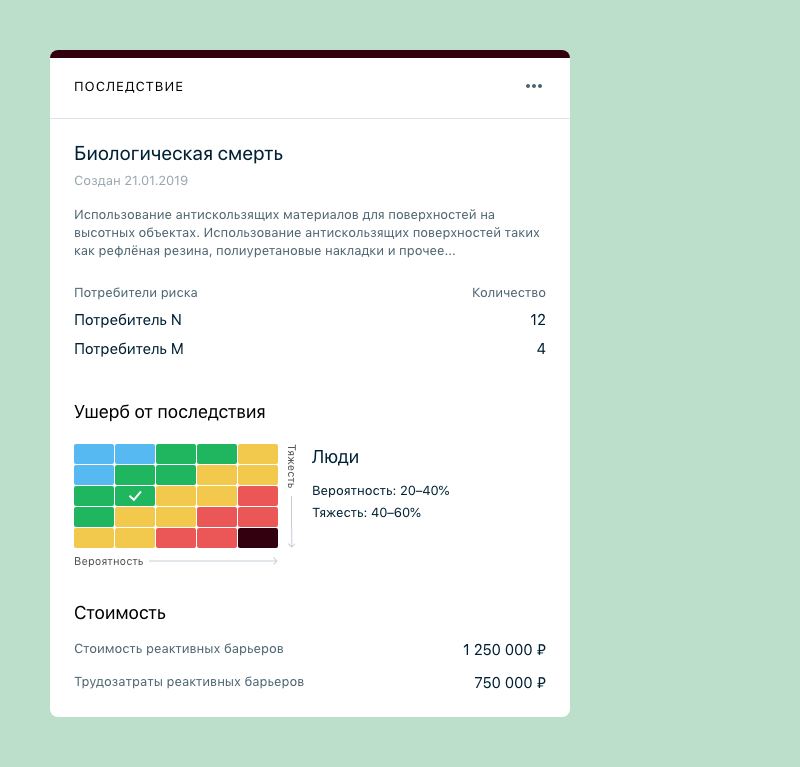 ПОСЛЕДСТВИЕ
Биологическая смерть
Создан 21.01.2019
Использование антискользящих материалов для поверхностей на
высотных объектах. Использование антискользящих поверхностей таких
как рефлёная резина, полиуретановые накладки и прочее...
Потребители риска Количество
Потребитель N 12
Потребитель M 4
Ушерб от последствия
Тяжесть
Люди
Вероятность: 20–40%
Тяжесть: 40–60%
Вероятность
Стоимость
Стоимость реактивных барьеров 1 250 000 ₽
Трудозатраты реактивных барьеров 750 000 ₽